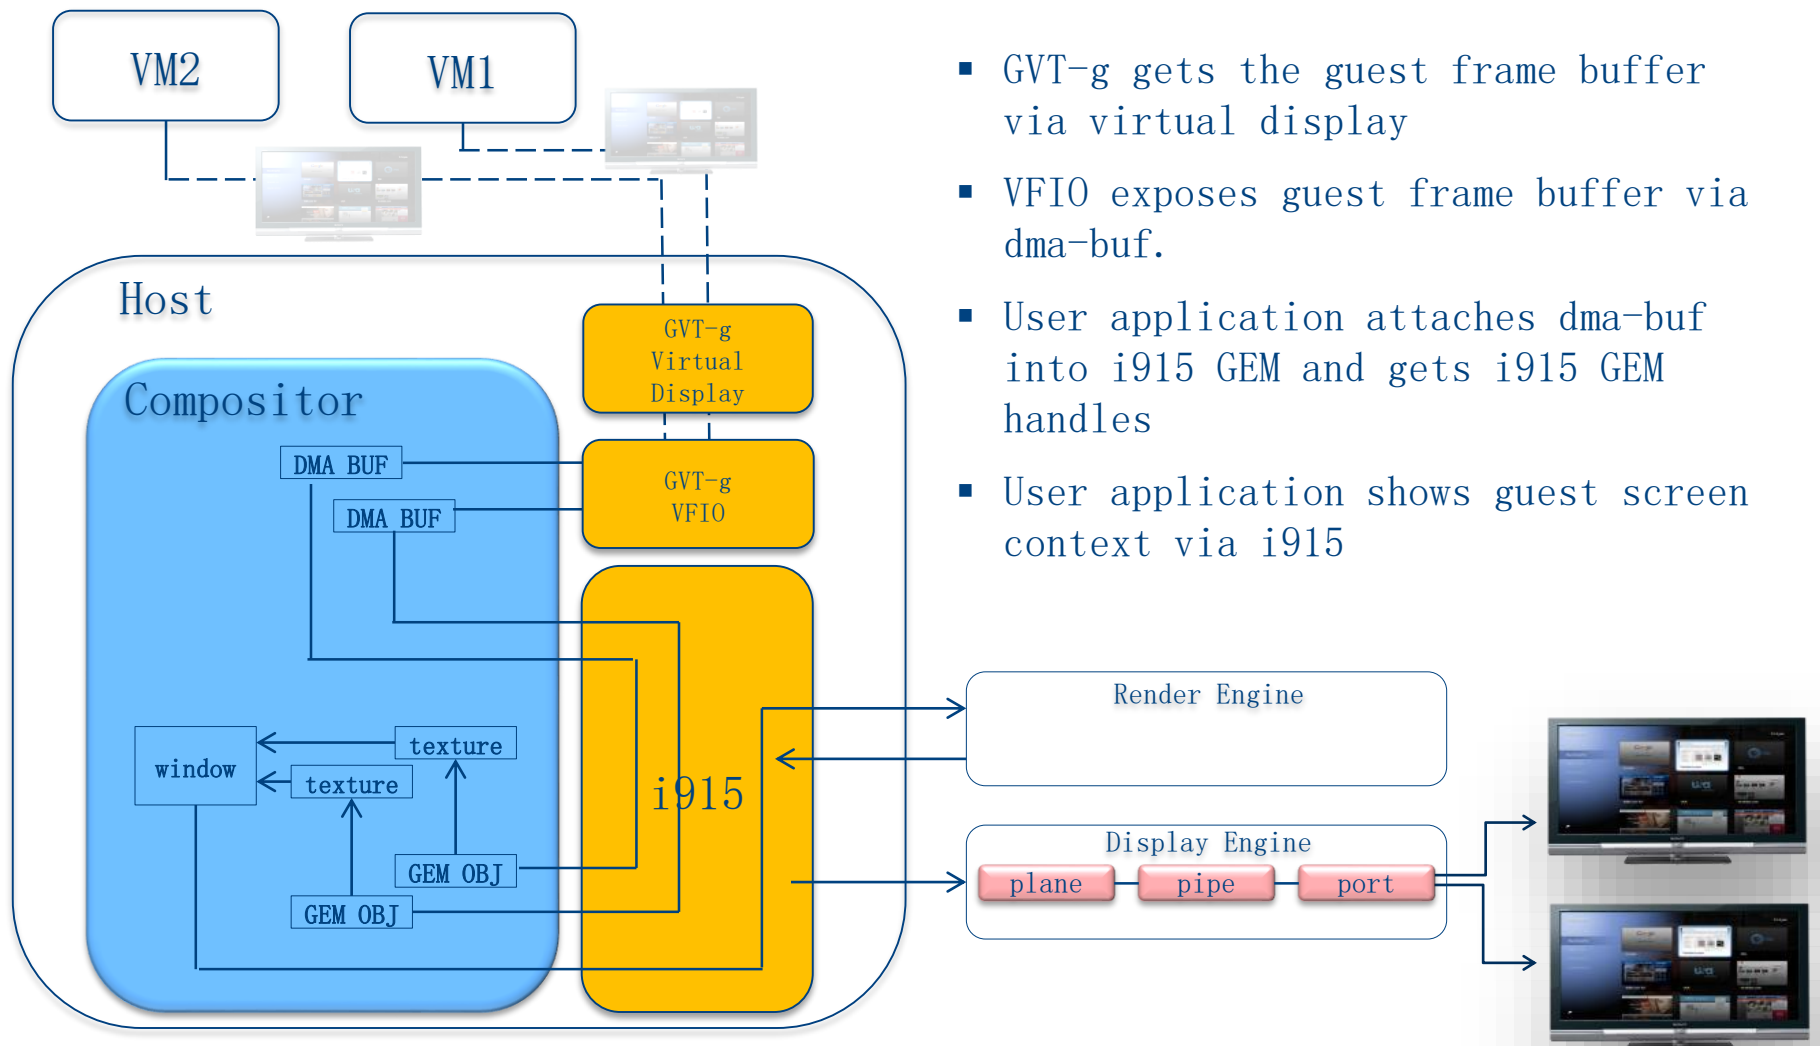 VM2
VM1
Host
GVT-g
Virtual
Display
Compositor
DMA BUF
GVT-g
VFIO
DMA BUF
window
texture
texture
i915
GEM OBJ
GEM OBJ
▪ GVT-g gets the guest frame buffer
via virtual display
▪ VFIO exposes guest frame buffer via
dma-buf.
▪ User application attaches dma-buf
into i915 GEM and gets i915 GEM
handles
▪ User application shows guest screen
context via i915
Render Engine
Display Engine
plane
pipe
port